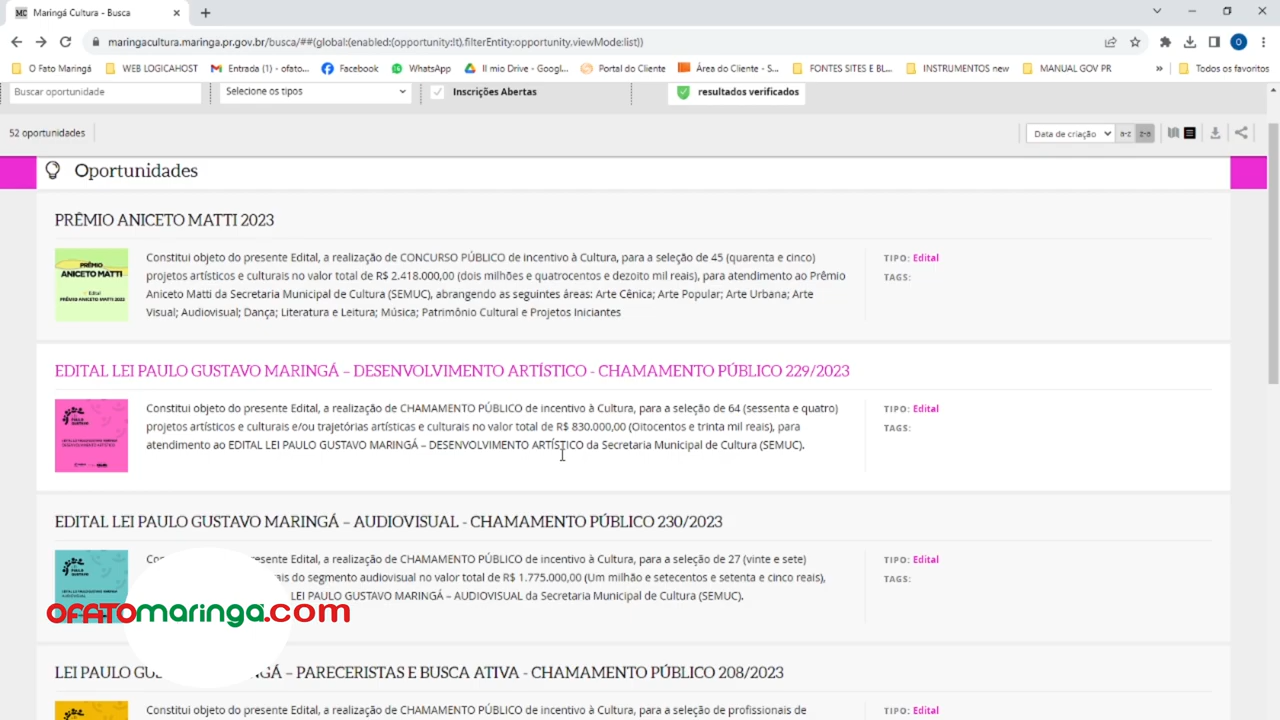 Maringá Cultura - Busca
maringacultura.maringa.pr.gov.br/busca/##(global:(enabled:(opportunity:!t),filterEntity:opportunity,viewMode:list))
O Fato Maringá
WEB LOGICAHOST
Entrada (1) - ofato...
Facebook
WhatsApp
Il mio Drive - Googl...
Portal do Cliente
Área do Cliente - S...
FONTES SITES E BL...
INSTRUMENTOS new
MANUAL GOV PR
»
Todos os favoritos
Buscar oportunidade
Selecione os tipos
Inscrições Abertas
resultados verificados
52 oportunidades
Data de criação
a-z
z-a
Oportunidades
PRÊMIO ANICETO MATTI 2023
PRÊMIO
ANICETO MATTI
Edital
PRÊMIO ANICETO MATTI 2023
Constitui objeto do presente Edital, a realização de CONCURSO PÚBLICO de incentivo à Cultura, para a seleção de 45 (quarenta e cinco)
projetos artísticos e culturais no valor total de R$ 2.418.000,00 (dois milhões e quatrocentos e dezoito mil reais), para atendimento ao Prêmio
Aniceto Matti da Secretaria Municipal de Cultura (SEMUC), abrangendo as seguintes áreas: Arte Cênica; Arte Popular; Arte Urbana; Arte
Visual; Audiovisual; Dança; Literatura e Leitura; Música; Patrimônio Cultural e Projetos Iniciantes
TIPO: Edital
TAGS:
EDITAL LEI PAULO GUSTAVO MARINGÁ – DESENVOLVIMENTO ARTÍSTICO - CHAMAMENTO PÚBLICO 229/2023
Constitui objeto do presente Edital, a realização de CHAMAMENTO PÚBLICO de incentivo à Cultura, para a seleção de 64 (sessenta e quatro)
projetos artísticos e culturais e/ou trajetórias artísticas e culturais no valor total de R$ 830.000,00 (Oitocentos e trinta mil reais), para
atendimento ao EDITAL LEI PAULO GUSTAVO MARINGÁ – DESENVOLVIMENTO ARTÍSTICO da Secretaria Municipal de Cultura (SEMUC).
TIPO: Edital
TAGS:
EDITAL LEI PAULO GUSTAVO MARINGÁ – AUDIOVISUAL - CHAMAMENTO PÚBLICO 230/2023
esente Edital, a realização de CHAMAMENTO PÚBLICO de incentivo à Cultura, para a seleção de 27 (vinte e sete)
ais do segmento audiovisual no valor total de R$ 1.775.000,00 (Um milhão e setecentos e setenta e cinco reais),
LEI PAULO GUSTAVO MARINGÁ – AUDIOVISUAL da Secretaria Municipal de Cultura (SEMUC).
TIPO: Edital
TAGS:
OFATOmaringa.com
LEI PAULO GU GÁ – PARECERISTAS E BUSCA ATIVA - CHAMAMENTO PÚBLICO 208/2023
Constitui objeto do presente Edital, a realização de CHAMAMENTO PÚBLICO de incentivo à Cultura, para a seleção de profissionais de
TIPO: Edital